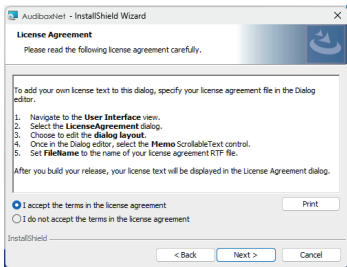 AudiboxNet - InstallShield Wizard
License Agreement
Please read the following license agreement carefully.
To add your own license text to this dialog, specify your license agreement file in the Dialog
editor.
1. Navigate to the User Interface view.
2. Select the LicenseAgreement dialog.
3. Choose to edit the dialog layout.
4. Once in the Dialog editor, select the Memo ScrollableText control.
5. Set FileName to the name of your license agreement RTF file.
After you build your release, your license text will be displayed in the License Agreement dialog.
I accept the terms in the license agreement
Print
I do not accept the terms in the license agreement
InstallShield
< Back
Next >
Cancel